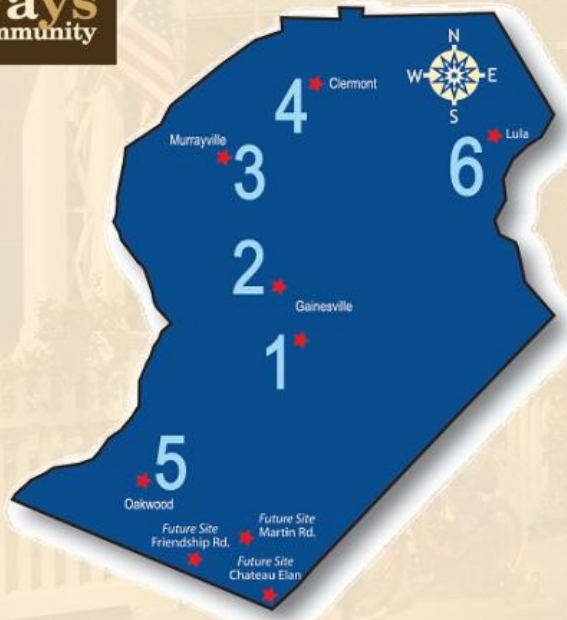 ays
mmunity
N
W E
S
4
Clermont
Murrayville
3
Lula
6
2
Gainesville
1
5
Oakwood
Future Site
Martin Rd.
Future Site
Friendship Rd.
Future Site
Chateau Elan